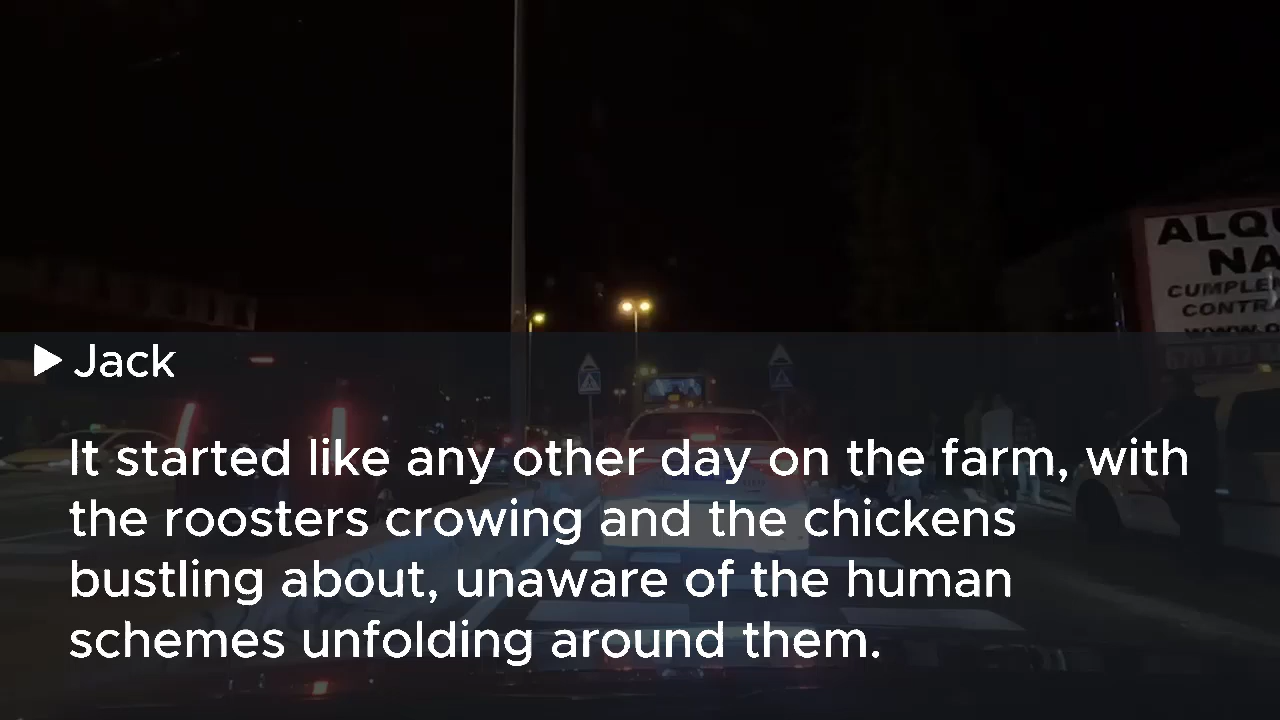 ALQ
NA
CUMPLE
CONTR
Jack
It started like any other day on the farm, with
the roosters crowing and the chickens
bustling about, unaware of the human
schemes unfolding around them.